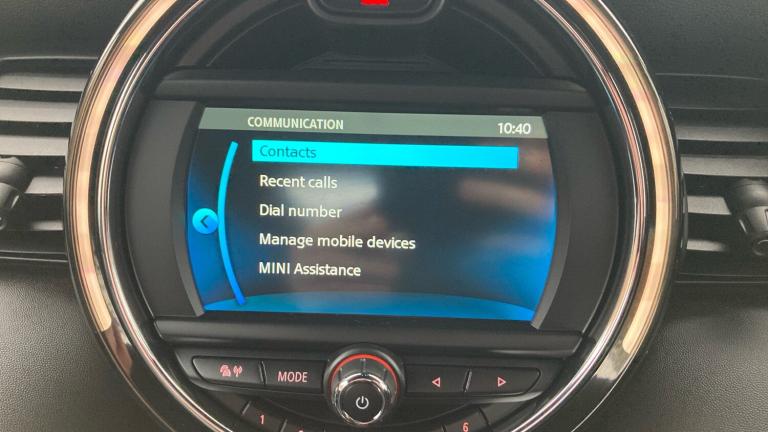 COMMUNICATION 10:40
Contacts
Recent calls
Dial number
Manage mobile devices
MINI Assistance
MODE
1 6